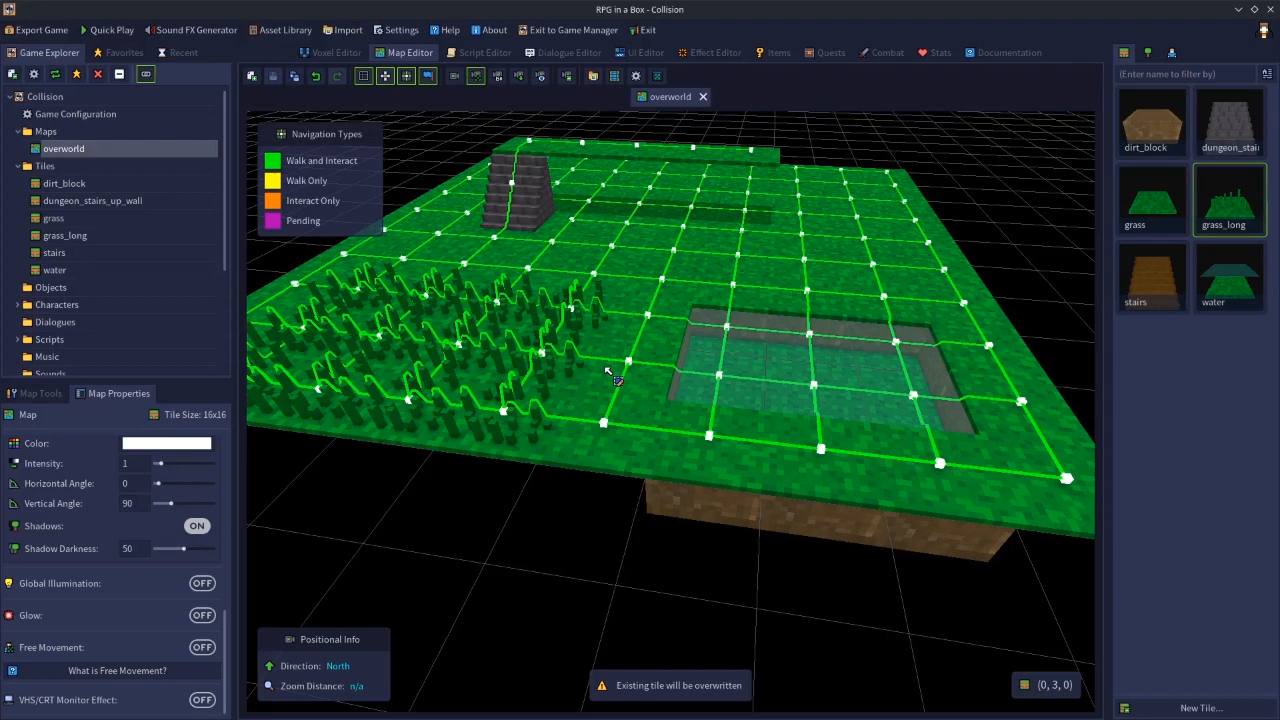 RPG in a Box - Collision
Export Game
Quick Play
Sound FX Generator
Asset Library
Import
Settings
Help
About
Exit to Game Manager
Exit
Game Explorer
Favorites
Recent
Voxel Editor
Map Editor
Script Editor
Dialogue Editor
UI Editor
Effect Editor
Items
Quests
Combat
Stats
Documentation
(Enter name to filter by)
overworld
Collision
Game Configuration
Maps
overworld
Tiles
dirt_block
dungeon_stairs_up_wall
grass
grass_long
stairs
water
Objects
Characters
Dialogues
Scripts
Music
Sounds
Navigation Types
Walk and Interact
Walk Only
Interact Only
Pending
dirt_block
dungeon_stair
grass
grass_long
stairs
water
Map Tools
Map Properties
Map
Tile Size: 16x16
Color:
Intensity:
1
Horizontal Angle:
0
Vertical Angle:
90
Shadows:
ON
Shadow Darkness:
50
Global Illumination:
OFF
Glow:
OFF
Free Movement:
OFF
What is Free Movement?
VHS/CRT Monitor Effect:
OFF
Positional Info
Direction: North
Zoom Distance: n/a
Existing tile will be overwritten
(0, 3, 0)
New Tile...